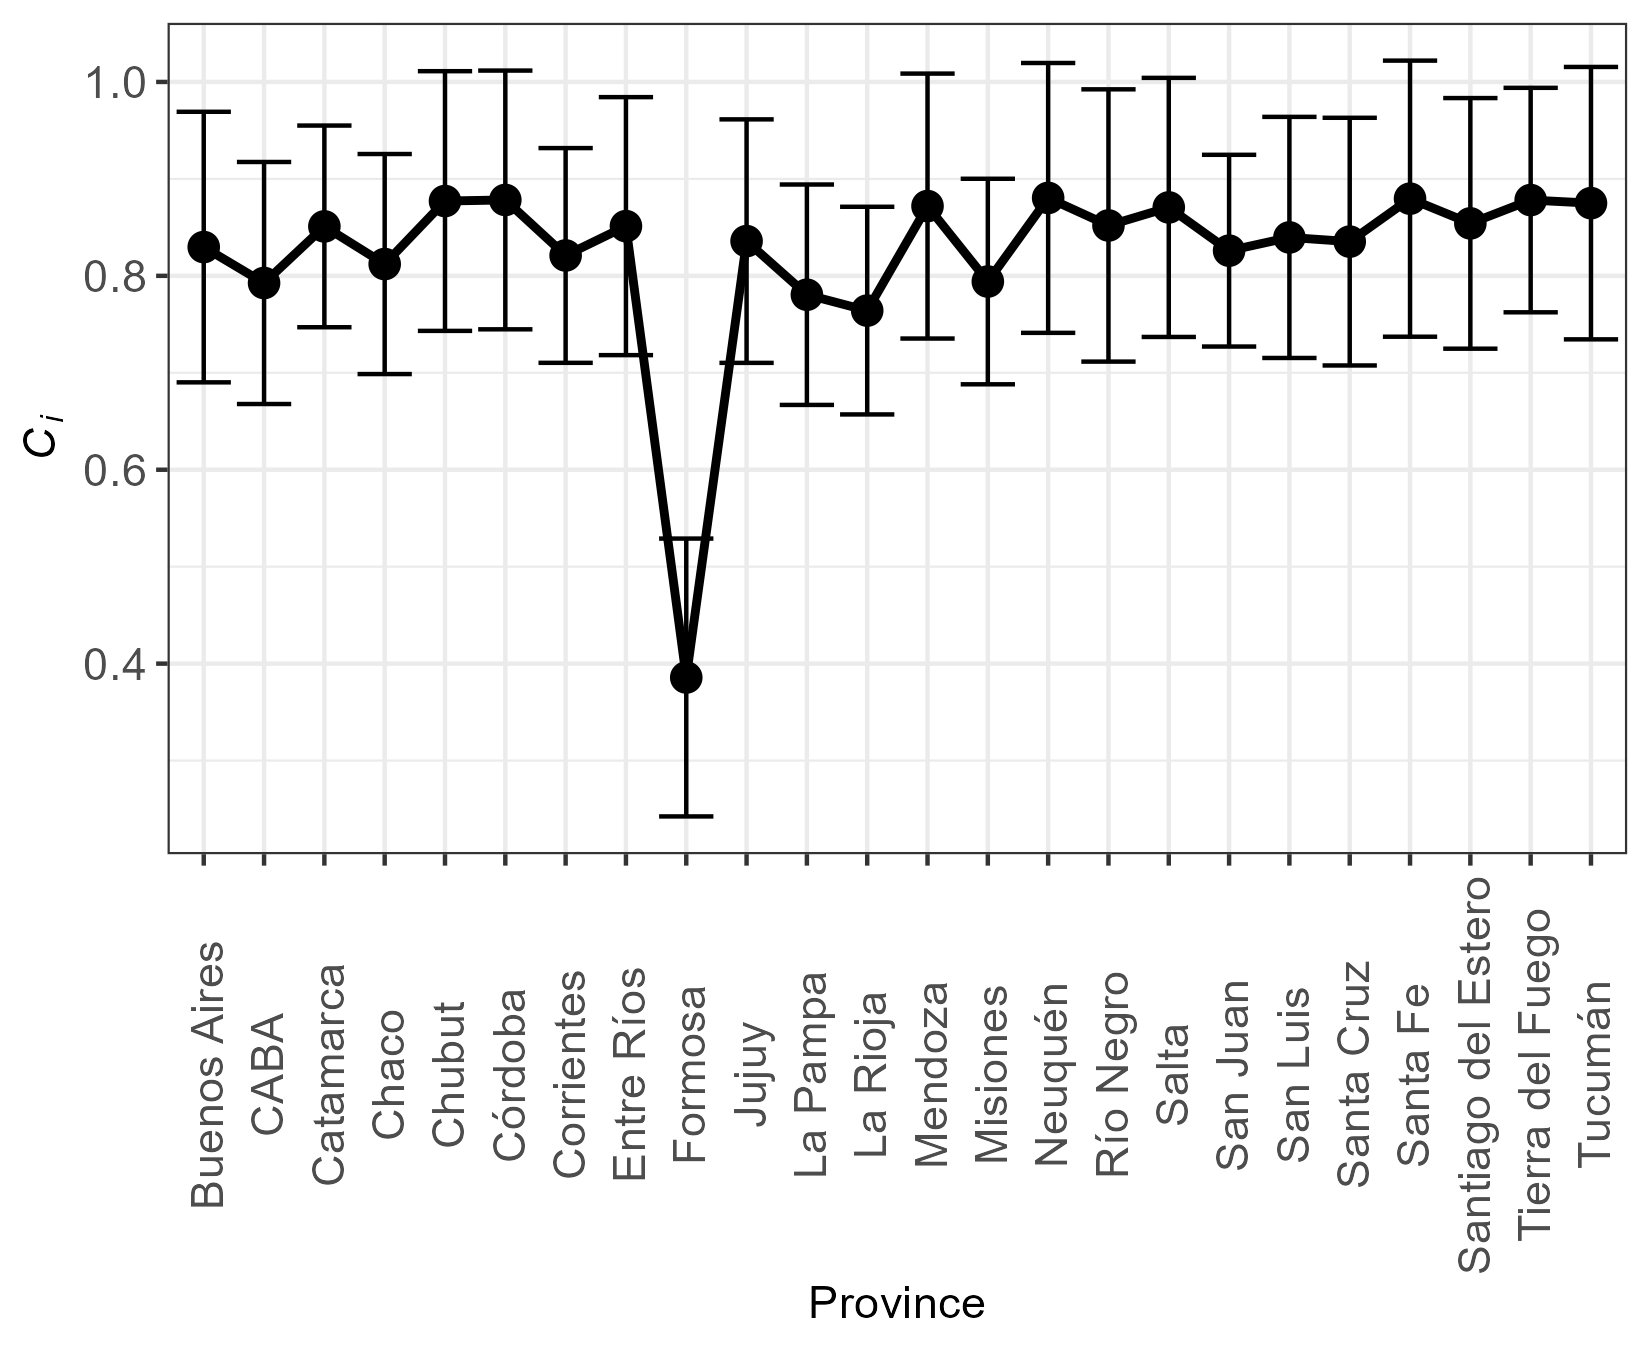 1.0
0.8
0.6
0.4
C i
Buenos Aires
CABA
Catamarca
Chaco
Chubut
Córdoba
Corrientes
Entre Ríos
Formosa
Jujuy
La Pampa
La Rioja
Mendoza
Misiones
Neuquén
Río Negro
Salta
San Juan
San Luis
Santa Cruz
Santa Fe
Santiago del Estero
Tierra del Fuego
Tucumán
Province